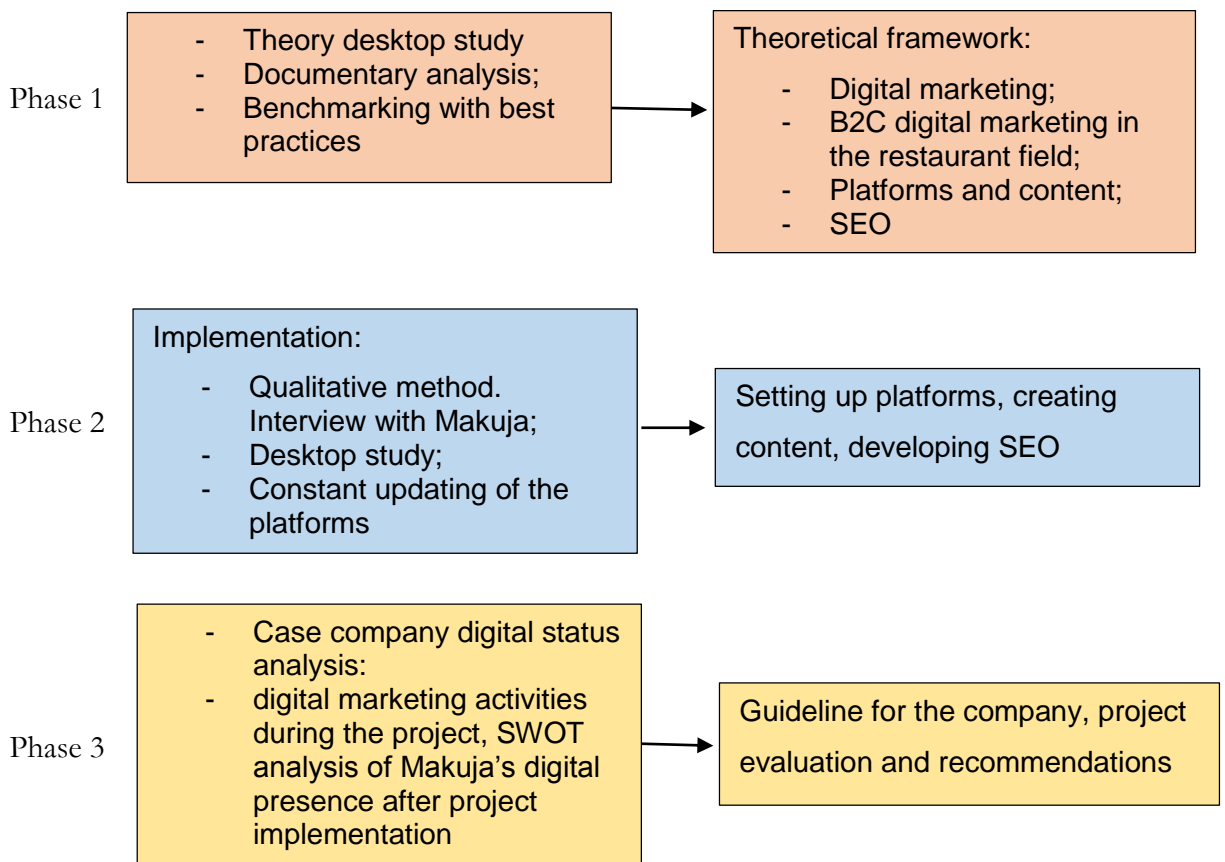 Phase 1
- Theory desktop study
- Documentary analysis;
- Benchmarking with best
practices
Theoretical framework:
- Digital marketing;
- B2C digital marketing in
the restaurant field;
- Platforms and content;
- SEO
Phase 2
Implementation:
- Qualitative method.
Interview with Makuja;
- Desktop study;
- Constant updating of the
platforms
Setting up platforms, creating
content, developing SEO
Phase 3
- Case company digital status
analysis:
- digital marketing activities
during the project, SWOT
analysis of Makuja’s digital
presence after project
implementation
Guideline for the company, project
evaluation and recommendations